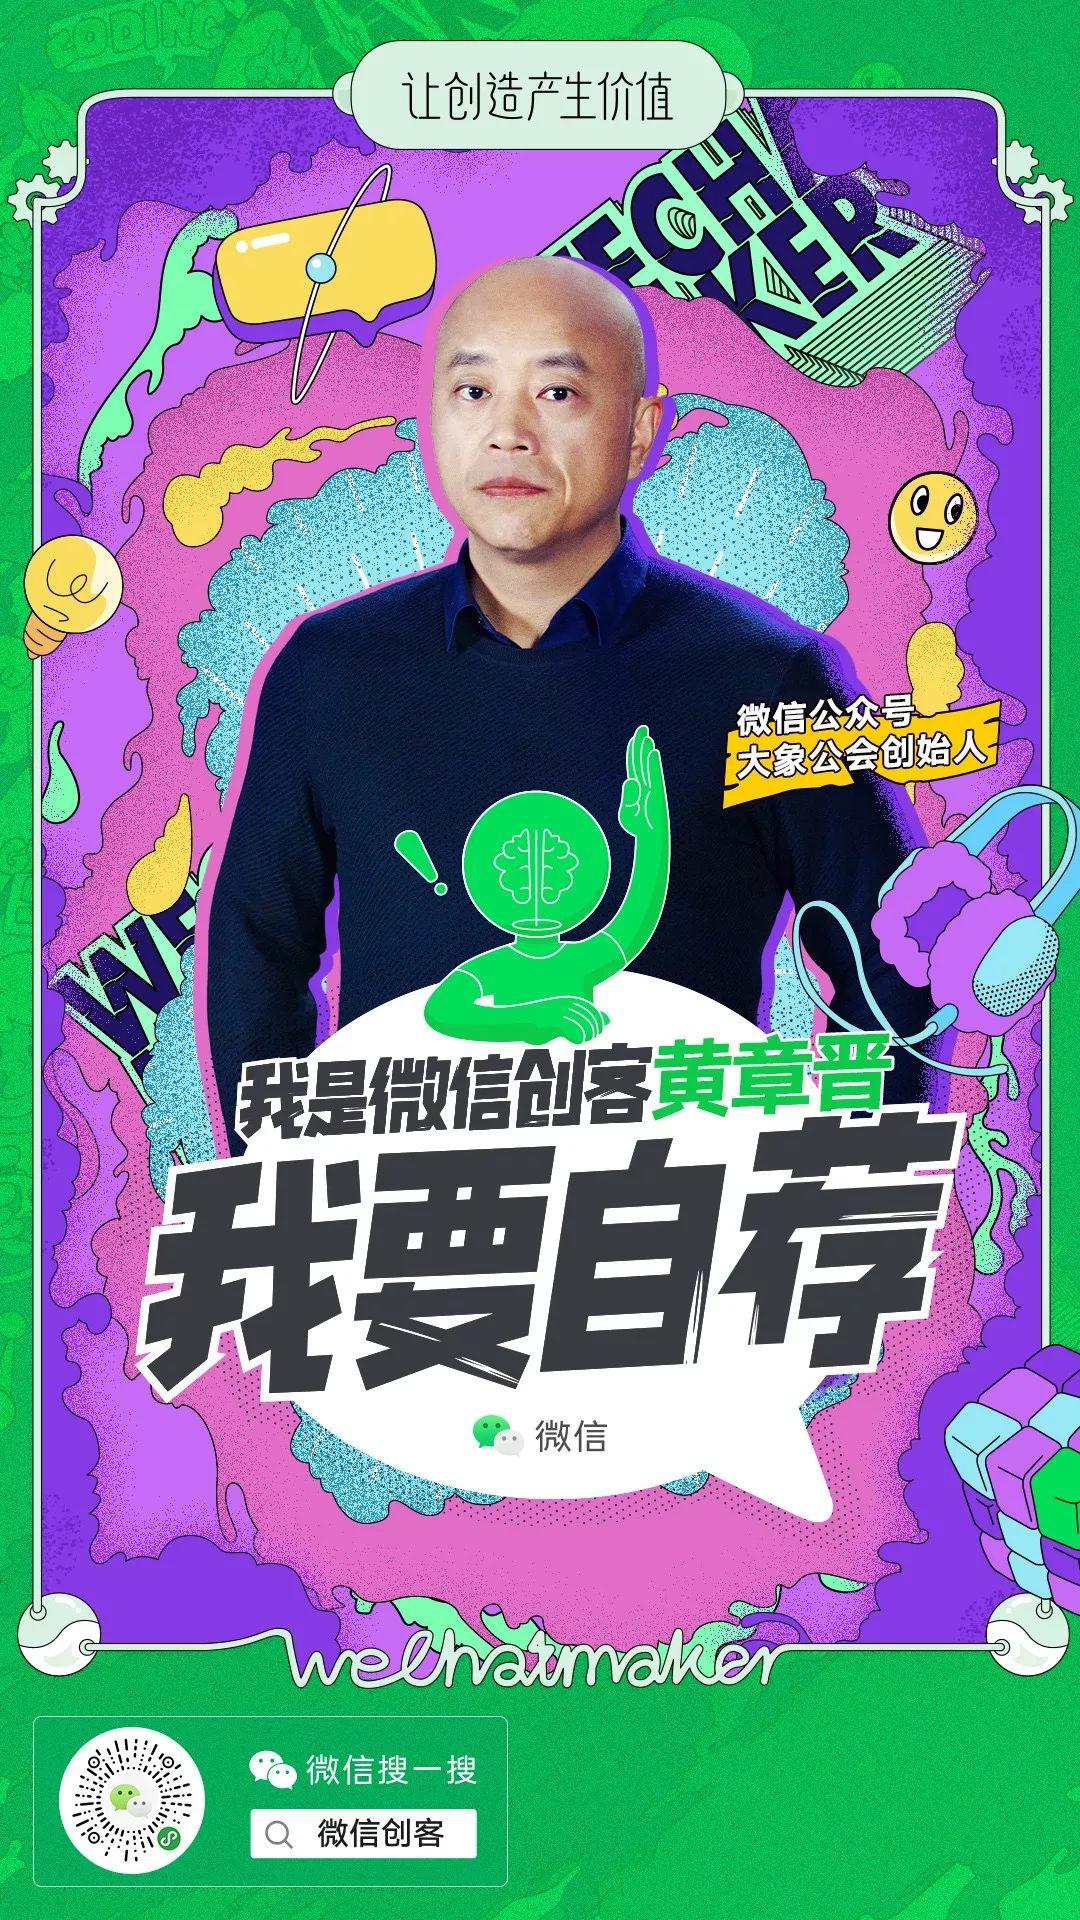 CODING
让创造产生价值
微信公众号
大象公会创始人
我是微信创客黄章晋
我要自荐
微信
wechatmaker
微信搜一搜
微信创客